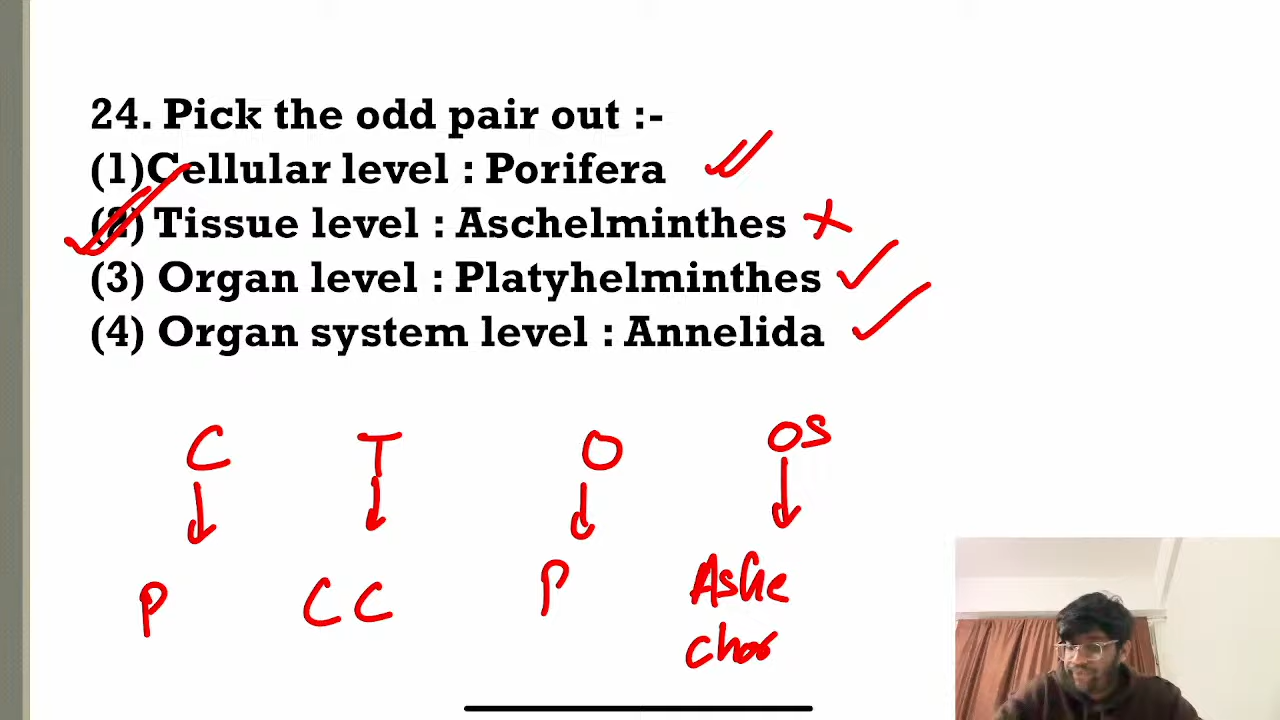 24. Pick the odd pair out :-
(1)Cellular level : Porifera
(2) Tissue level : Aschelminthes
(3) Organ level : Platyhelminthes
(4) Organ system level : Annelida
C T O OS
P CC P Ashe
chor